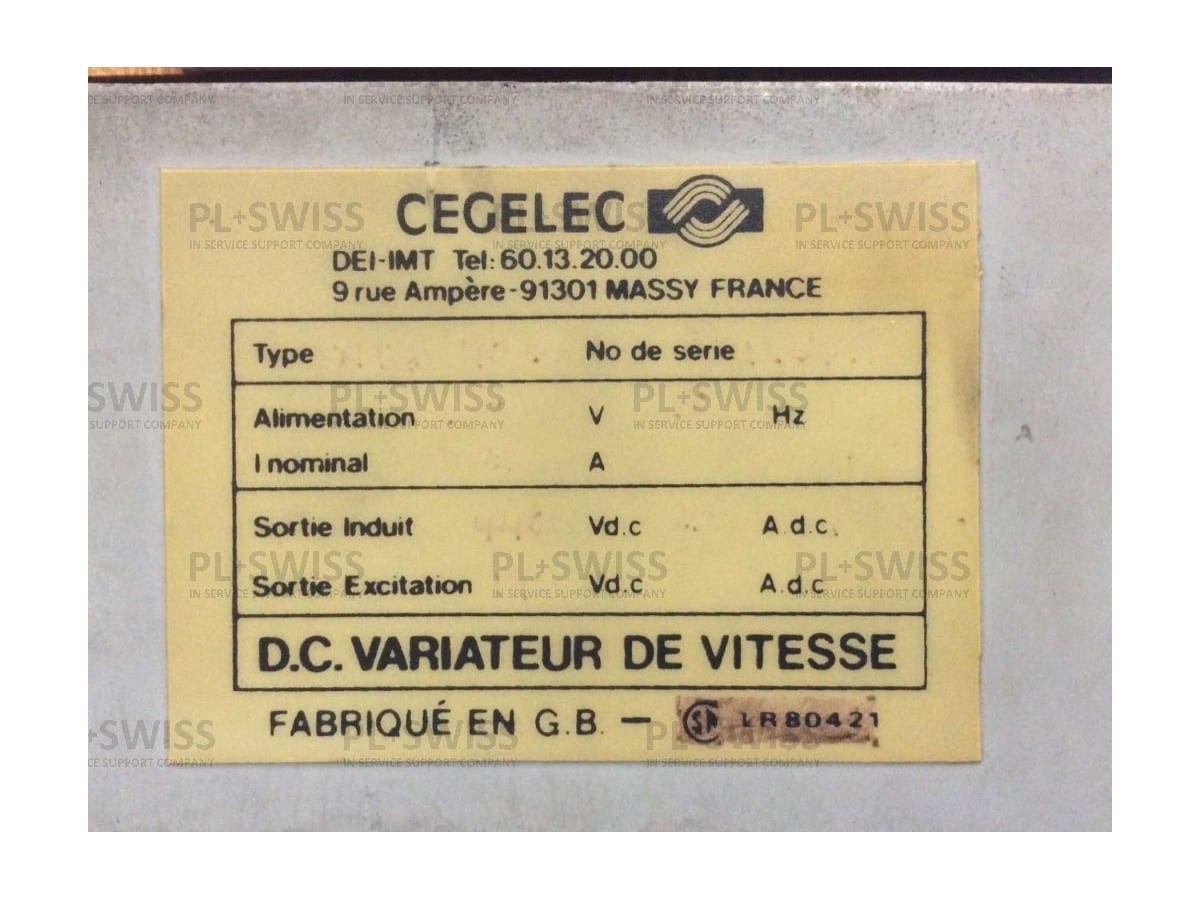 CEGELEC
DEI-IMT Tel: 60.13.20.00
9 rue Ampère - 91301 MASSY FRANCE
Type No de serie
Alimentation V Hz
I nominal A
Sortie Induit Vd.c A.d.c.
Sortie Excitation Vd.c A.d.c
D.C. VARIATEUR DE VITESSE
FABRIQUÉ EN G.B. — LR80421
PL+SWISS
IN SERVICE SUPPORT COMPANY